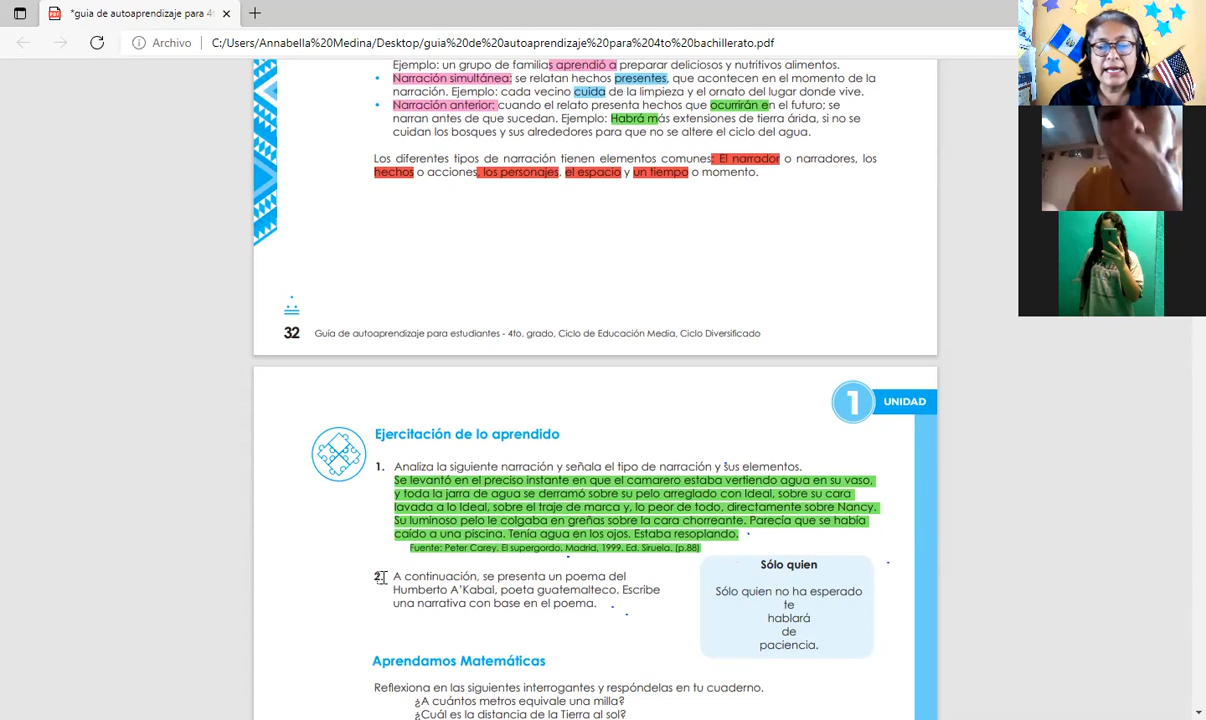 *guia de autoaprendizaje para 4t
Archivo
C:/Users/Annabella%20Medina/Desktop/guia%20de%20autoaprendizaje%20para%204to%20bachillerato.pdf
Ejemplo: un grupo de familias aprendió a preparar deliciosos y nutritivos alimentos.
• Narración simultánea: se relatan hechos presentes, que acontecen en el momento de la
narración. Ejemplo: cada vecino cuida de la limpieza y el ornato del lugar donde vive.
• Narración anterior: cuando el relato presenta hechos que ocurrirán en el futuro; se
narran antes de que sucedan. Ejemplo: Habrá más extensiones de tierra árida, si no se
cuidan los bosques y sus alrededores para que no se altere el ciclo del agua.
Los diferentes tipos de narración tienen elementos comunes: El narrador o narradores, los
hechos o acciones, los personajes, el espacio y un tiempo o momento.
32 Guía de autoaprendizaje para estudiantes - 4to. grado, Ciclo de Educación Media, Ciclo Diversificado
1 UNIDAD
Ejercitación de lo aprendido
1. Analiza la siguiente narración y señala el tipo de narración y sus elementos.
Se levantó en el preciso instante en que el camarero estaba vertiendo agua en su vaso,
y toda la jarra de agua se derramó sobre su pelo arreglado con Ideal, sobre su cara
lavada a lo Ideal, sobre el traje de marca y, lo peor de todo, directamente sobre Nancy.
Su luminoso pelo le colgaba en greñas sobre la cara chorreante. Parecía que se había
caído a una piscina. Tenía agua en los ojos. Estaba resoplando.
Fuente: Peter Carey. El supergordo. Madrid, 1999. Ed. Siruela. (p.88)
2. A continuación, se presenta un poema del
Humberto A'Kabal, poeta guatemalteco. Escribe
una narrativa con base en el poema.
Sólo quien
Sólo quien no ha esperado
te
hablará
de
paciencia.
Aprendamos Matemáticas
Reflexiona en las siguientes interrogantes y respóndelas en tu cuaderno.
¿A cuántos metros equivale una milla?
¿Cuál es la distancia de la Tierra al sol?